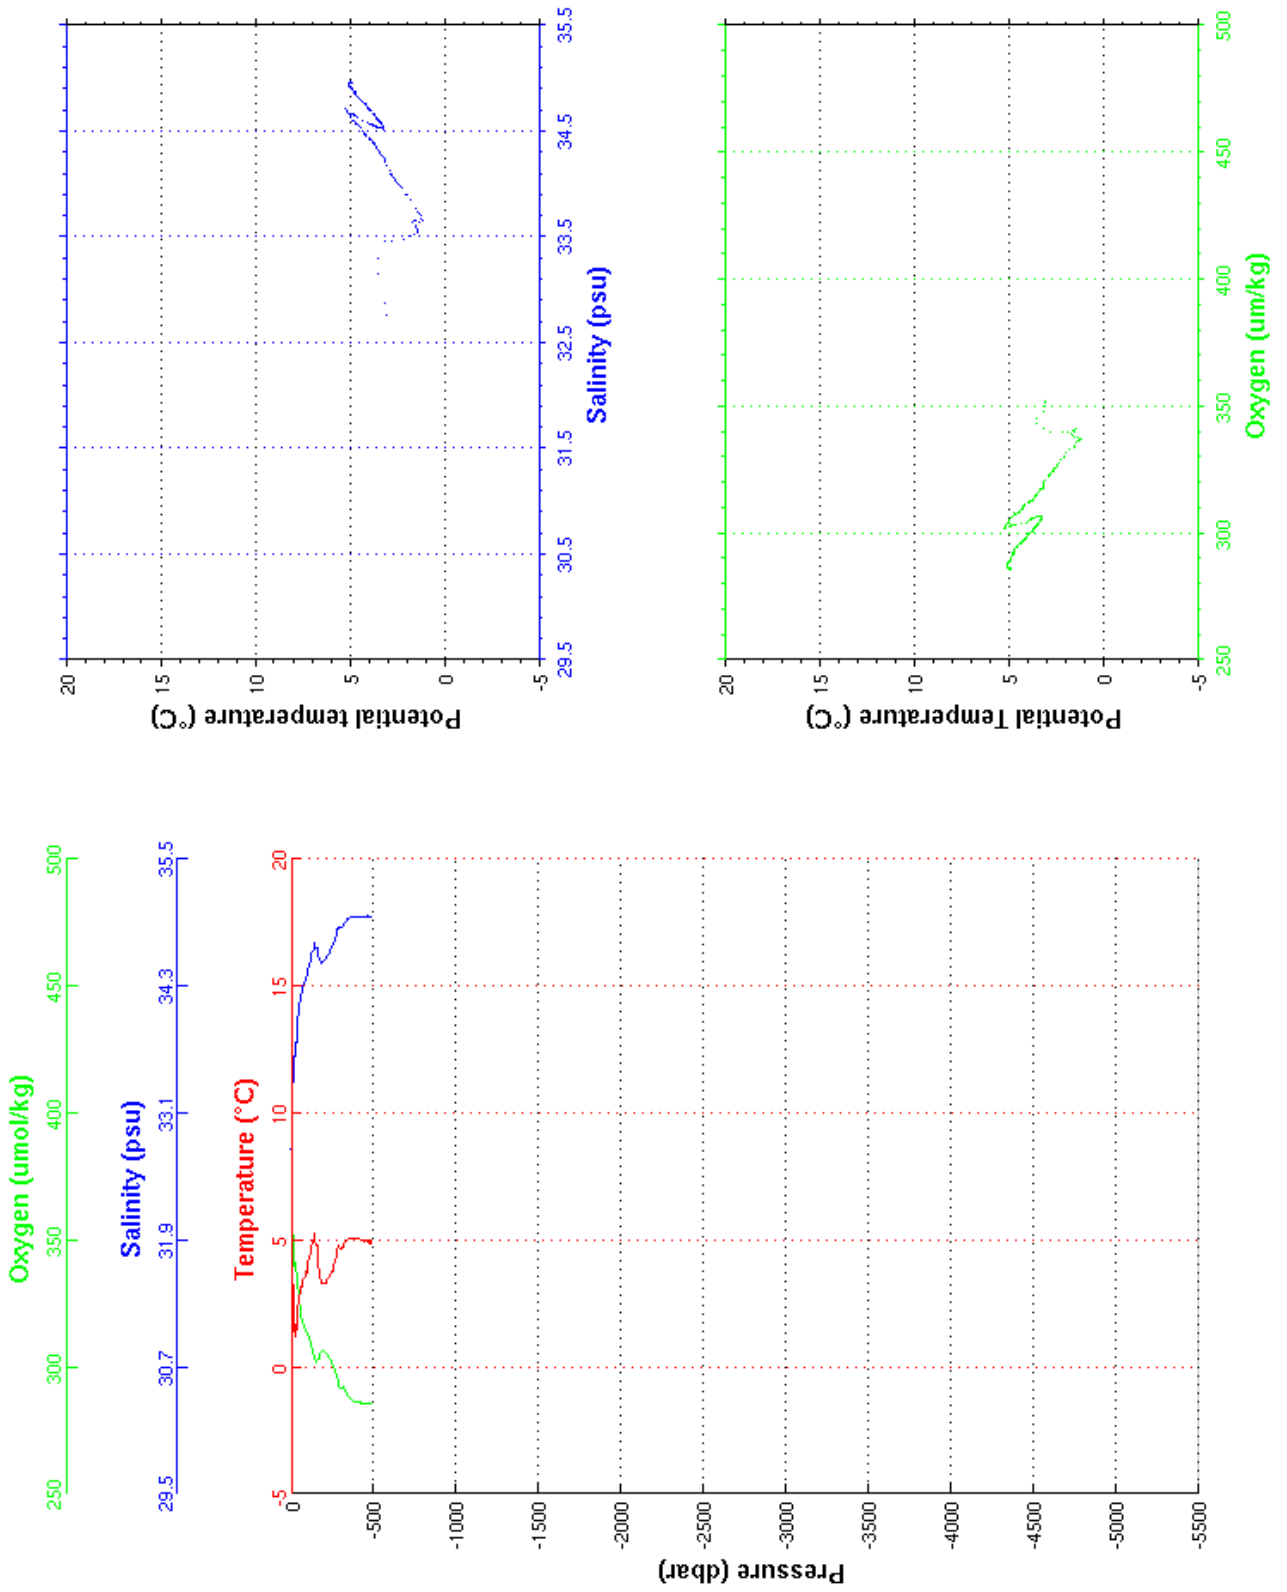 Oxygen (umol/kg)
250 300 350 400 450 500
Salinity (psu)
29.5 30.7 31.9 33.1 34.3 35.5
Temperature (°C)
-5 0 5 10 15 20
Pressure (dbar)
0
-500
-1000
-1500
-2000
-2500
-3000
-3500
-4000
-4500
-5000
-5500
Potential temperature (°C)
20
15
10
5
0
-5
29.5 30.5 31.5 32.5 33.5 34.5 35.5
Salinity (psu)
Potential Temperature (°C)
20
15
10
5
0
-5
250 300 350 400 450 500
Oxygen (um/kg)